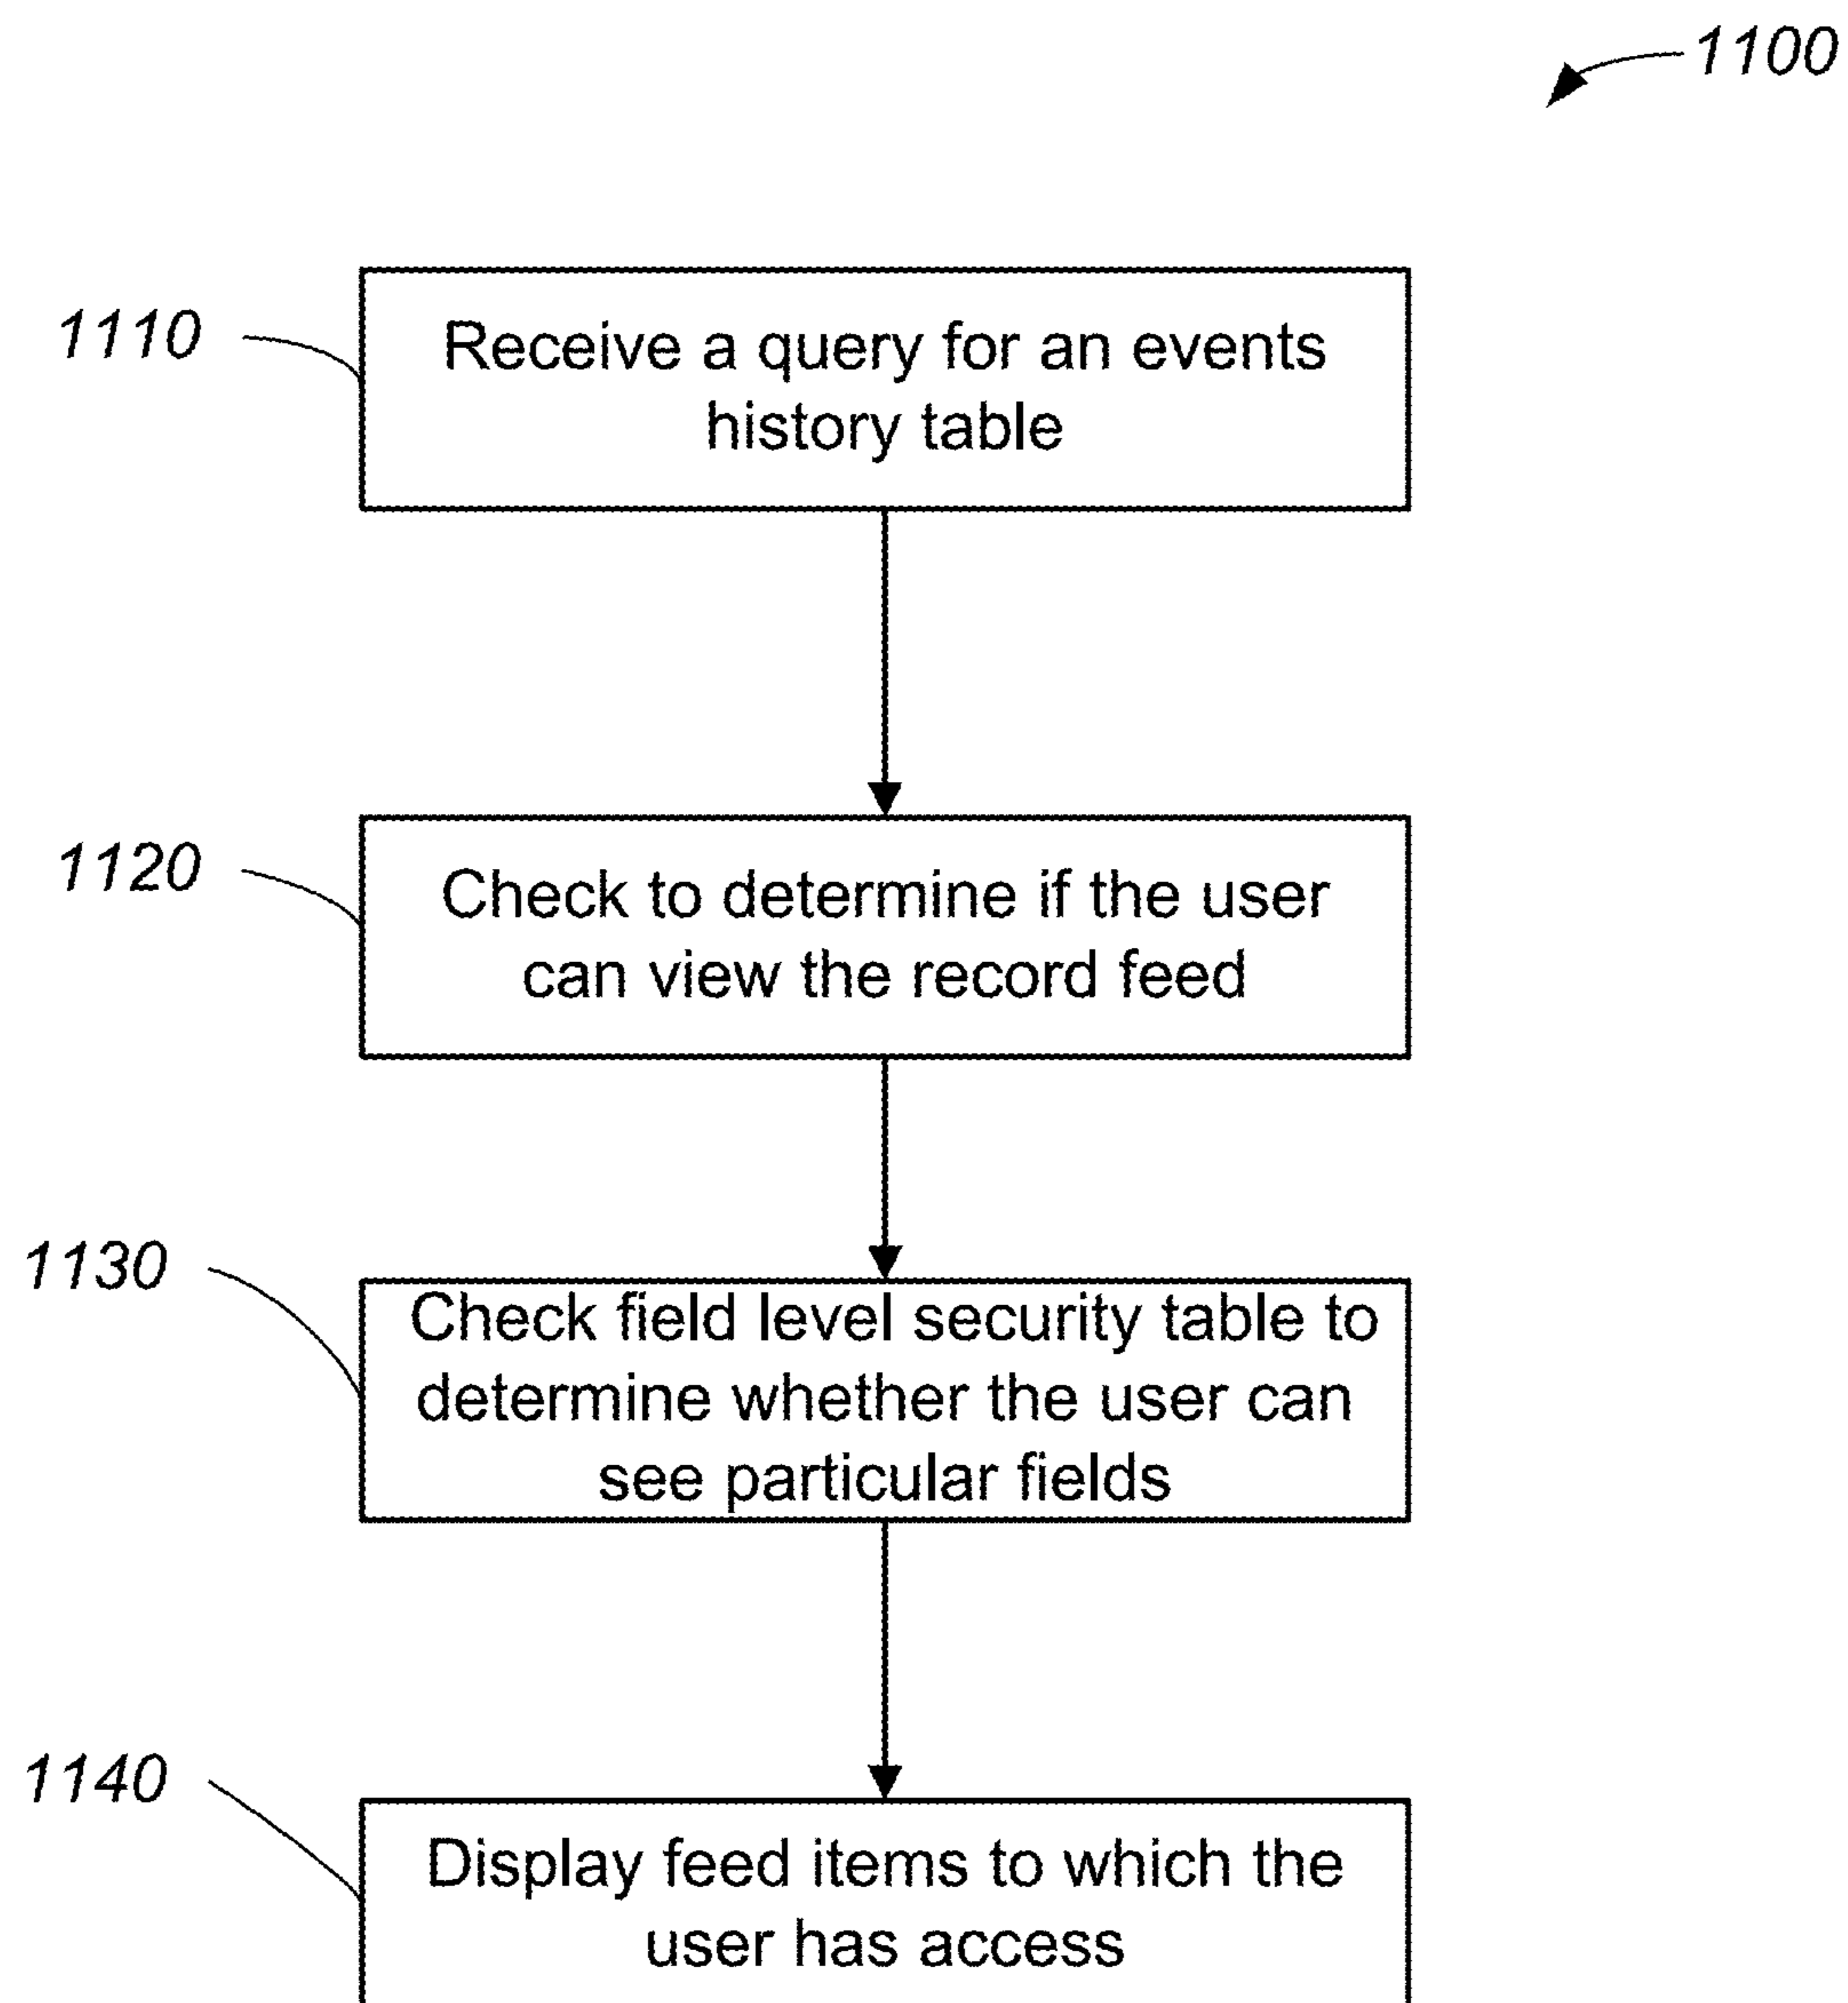 1100
1110
Receive a query for an events
history table
1120
Check to determine if the user
can view the record feed
1130
Check field level security table to
determine whether the user can
see particular fields
1140
Display feed items to which the
user has access